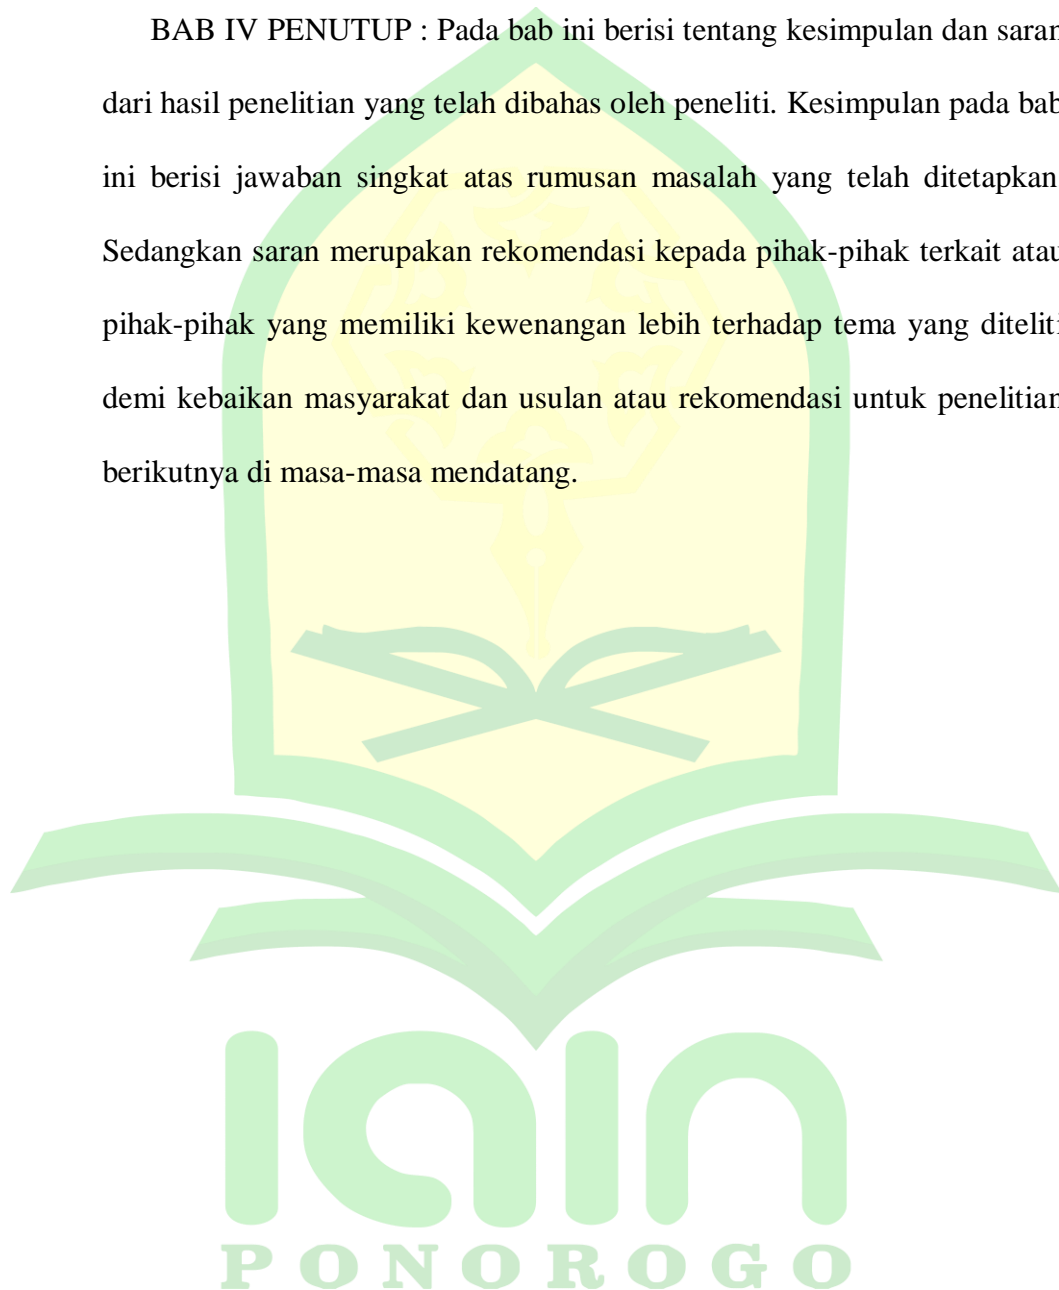 BAB IV PENUTUP : Pada bab ini berisi tentang kesimpulan dan saran
dari hasil penelitian yang telah dibahas oleh peneliti. Kesimpulan pada bab
ini berisi jawaban singkat atas rumusan masalah yang telah ditetapkan.
Sedangkan saran merupakan rekomendasi kepada pihak-pihak terkait atau
pihak-pihak yang memiliki kewenangan lebih terhadap tema yang diteliti
demi kebaikan masyarakat dan usulan atau rekomendasi untuk penelitian
berikutnya di masa-masa mendatang.
iain
PONOROGO